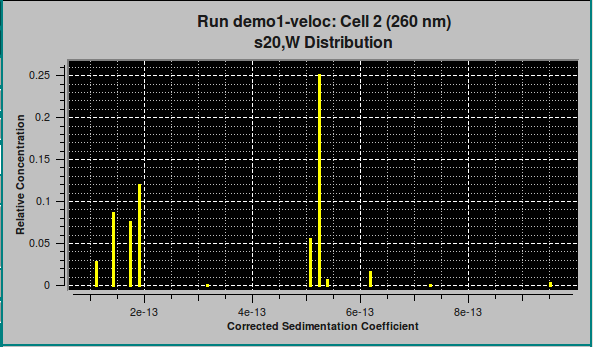 Run demo1-veloc: Cell 2 (260 nm)
s20,W Distribution
Relative Concentration
0.25
0.2
0.15
0.1
0.05
0
2e-13 4e-13 6e-13 8e-13
Corrected Sedimentation Coefficient